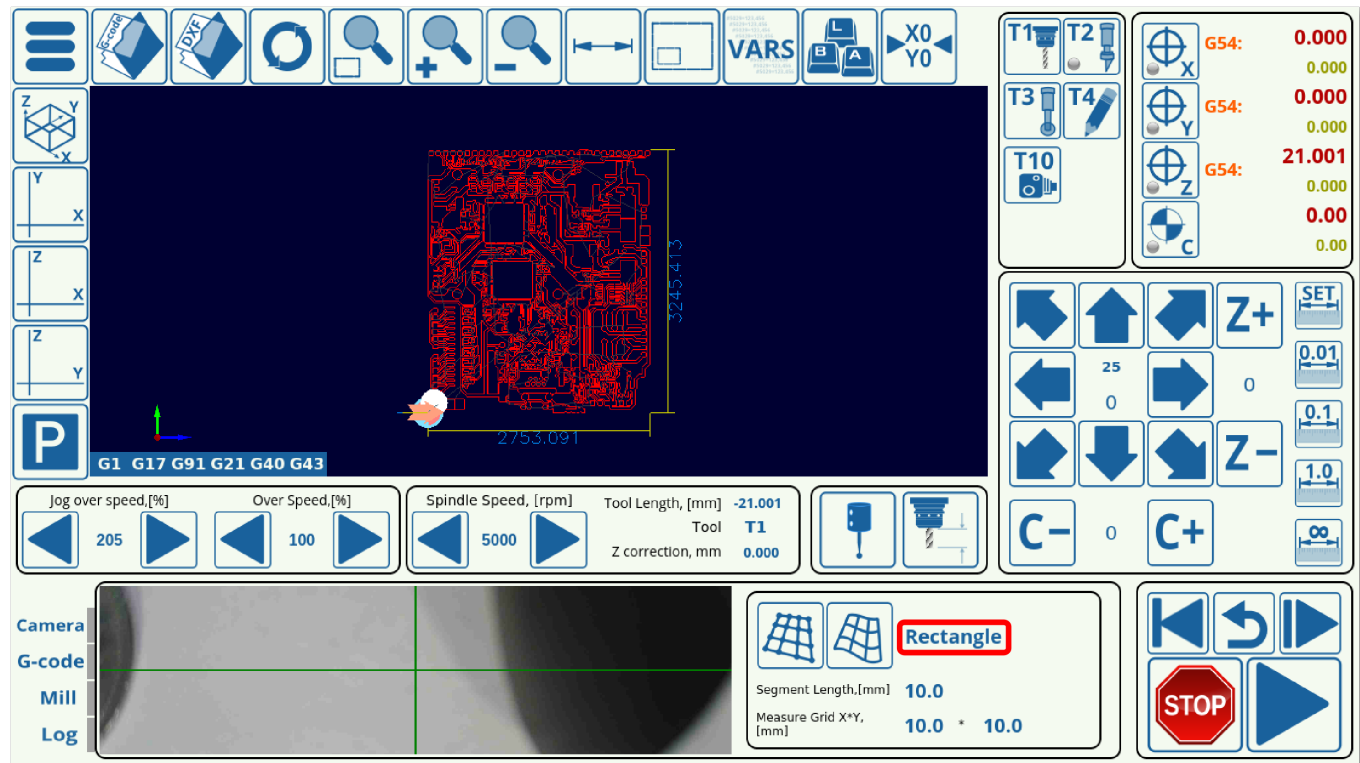 G-code
DXF
VARS
L
B A
X0
Y0
T1 T2
T3 T4
T10
X G54: 0.000
0.000
Y G54: 0.000
0.000
Z G54: 21.001
0.000
C 0.00
0.00
Z Y
X
Y
X
Z
X
Z
Y
P
3245.413
2753.091
G1 G17 G91 G21 G40 G43
Z+
SET
25
0
0
0.01
0.1
Z-
1.0
C- 0 C+
∞
Jog over speed,[%] Over Speed,[%]
205 100
Spindle Speed, [rpm]
5000
Tool Length, [mm] -21.001
Tool T1
Z correction, mm 0.000
Camera
G-code
Mill
Log
Rectangle
Segment Length,[mm] 10.0
Measure Grid X*Y,
[mm] 10.0 * 10.0
STOP